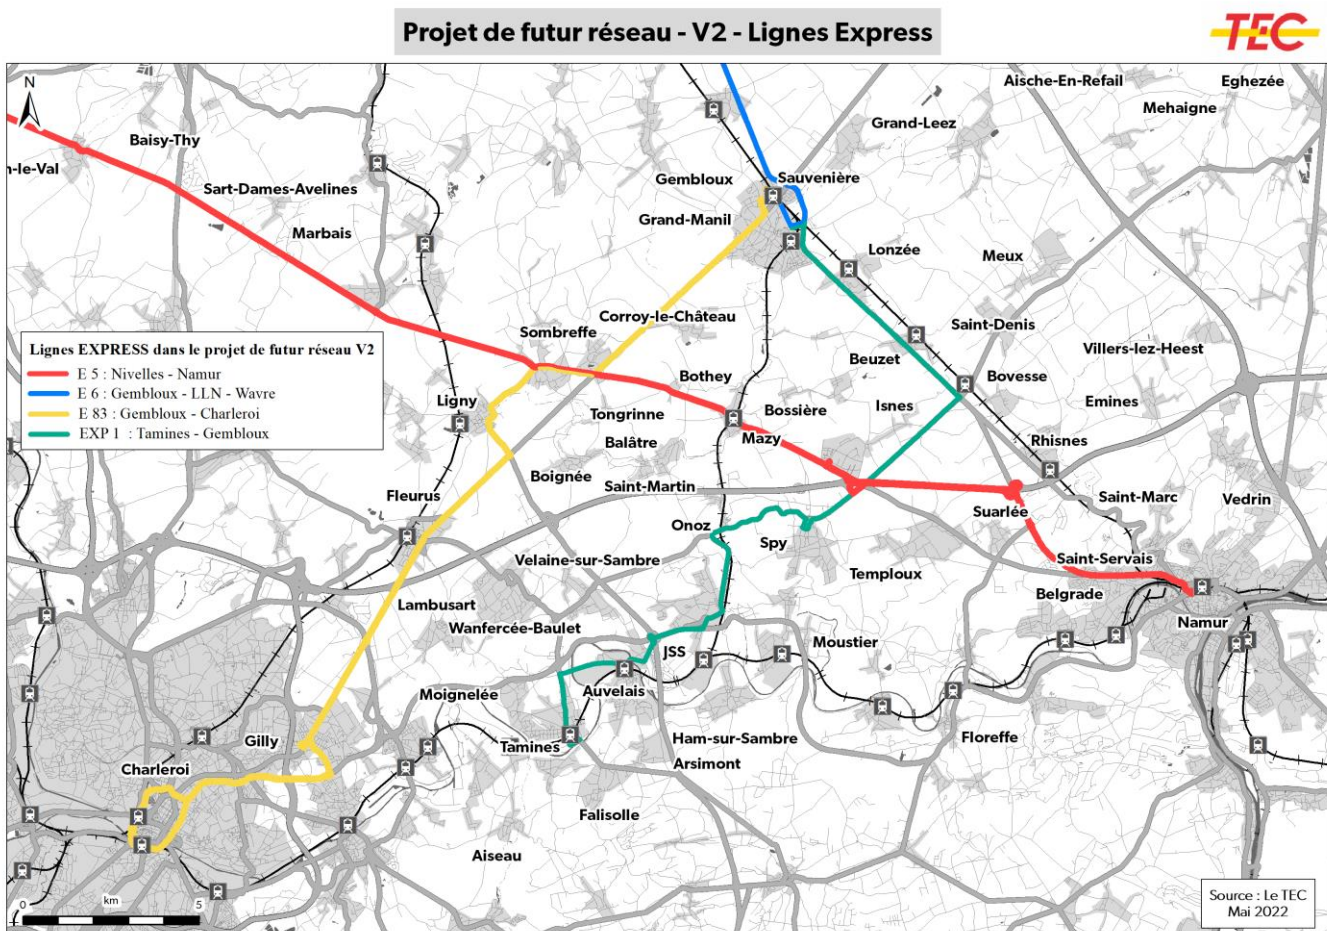 Projet de futur réseau - V2 - Lignes Express
TEC
N
Aische-En-Refail
Eghezée
Mehaigne
Baisy-Thy
Grand-Leez
n-le-Val
Gembloux
Sauvenière
Sart-Dames-Avelines
Grand-Manil
Marbais
Lonzée
Meux
Corroy-le-Château
Saint-Denis
Sombreffe
Lignes EXPRESS dans le projet de futur réseau V2
E 5 : Nivelles - Namur
E 6 : Gembloux - LLN - Wavre
E 83 : Gembloux - Charleroi
EXP 1 : Tamines - Gembloux
Beuzet
Villers-lez-Heest
Bothey
Bovesse
Ligny
Tongrinne
Bossière
Isnes
Emines
Balâtre
Mazy
Rhisnes
Boignée
Saint-Martin
Fleurus
Saint-Marc
Vedrin
Onoz
Suarlée
Spy
Velaine-sur-Sambre
Saint-Servais
Temploux
Lambusart
Belgrade
Wanfercée-Baulet
Namur
JSS
Moustier
Moignelée
Auvelais
Gilly
Tamines
Ham-sur-Sambre
Floreffe
Arsimont
Charleroi
Falisolle
Aiseau
0
km
5
Source : Le TEC
Mai 2022